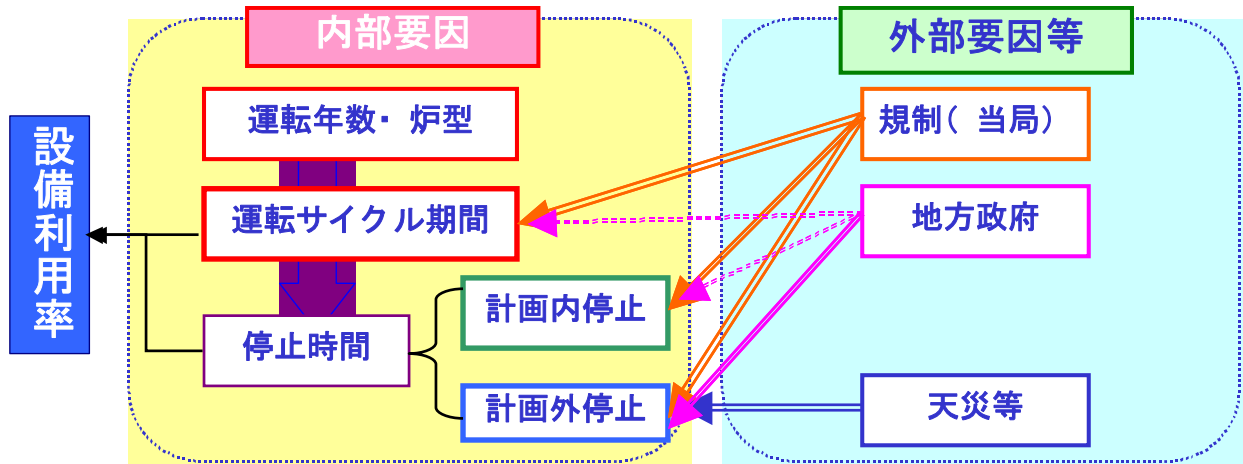 内部要因
外部要因等
運転年数・ 炉型
規制( 当局)
設備利用率
運転サイクル期間
地方政府
計画内停止
停止時間
計画外停止
天災等